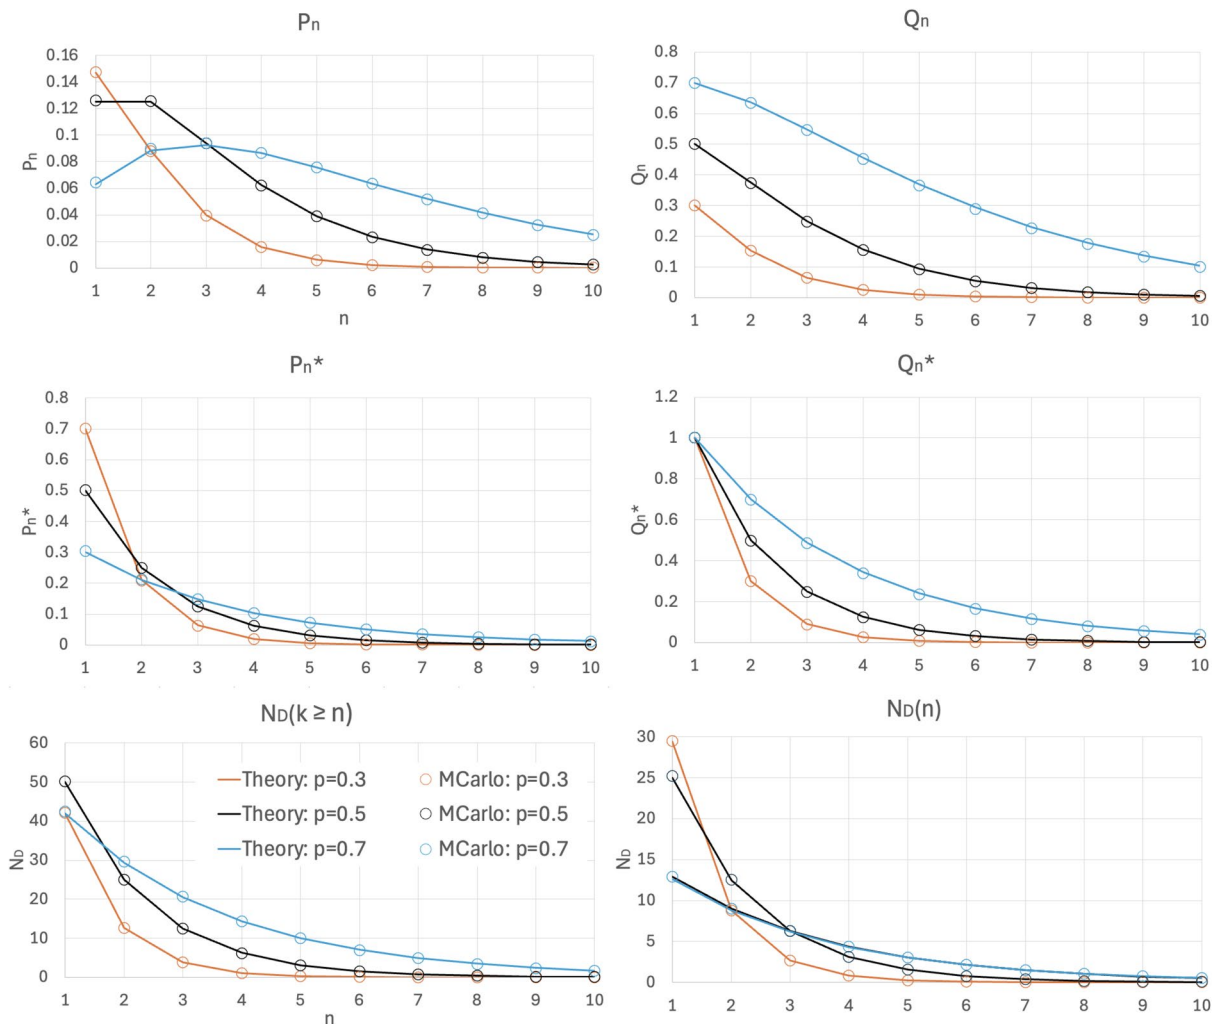 Pn
Pn
0.16
0.14
0.12
0.1
0.08
0.06
0.04
0.02
0
1 2 3 4 5 6 7 8 9 10
n
Qn
Qn
0.8
0.7
0.6
0.5
0.4
0.3
0.2
0.1
0
1 2 3 4 5 6 7 8 9 10
Pn*
Pn*
0.8
0.7
0.6
0.5
0.4
0.3
0.2
0.1
0
1 2 3 4 5 6 7 8 9 10
Qn*
Qn*
1.2
1
0.8
0.6
0.4
0.2
0
1 2 3 4 5 6 7 8 9 10
ND(k ≥ n)
ND
60
50
40
30
20
10
0
Theory: p=0.3 MCarlo: p=0.3
Theory: p=0.5 MCarlo: p=0.5
Theory: p=0.7 MCarlo: p=0.7
1 2 3 4 5 6 7 8 9 10
n
ND(n)
ND
30
25
20
15
10
5
0
1 2 3 4 5 6 7 8 9 10